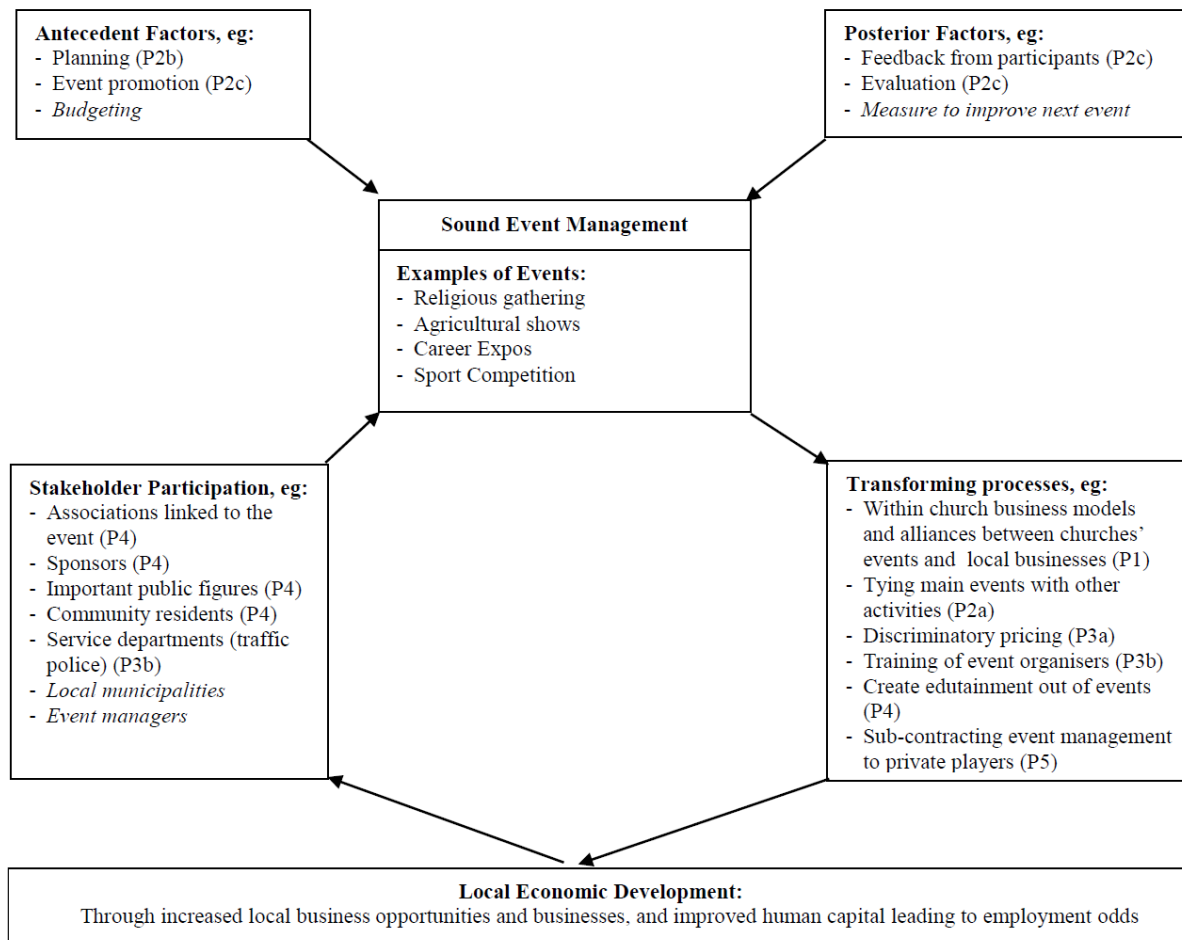 Antecedent Factors, eg:
- Planning (P2b)
- Event promotion (P2c)
- Budgeting
Posterior Factors, eg:
- Feedback from participants (P2c)
- Evaluation (P2c)
- Measure to improve next event
Sound Event Management
Examples of Events:
- Religious gathering
- Agricultural shows
- Career Expos
- Sport Competition
Stakeholder Participation, eg:
- Associations linked to the
event (P4)
- Sponsors (P4)
- Important public figures (P4)
- Community residents (P4)
- Service departments (traffic
police) (P3b)
- Local municipalities
- Event managers
Transforming processes, eg:
- Within church business models
and alliances between churches’
events and local businesses (P1)
- Tying main events with other
activities (P2a)
- Discriminatory pricing (P3a)
- Training of event organisers (P3b)
- Create edutainment out of events
(P4)
- Sub-contracting event management
to private players (P5)
Local Economic Development:
Through increased local business opportunities and businesses, and improved human capital leading to employment odds